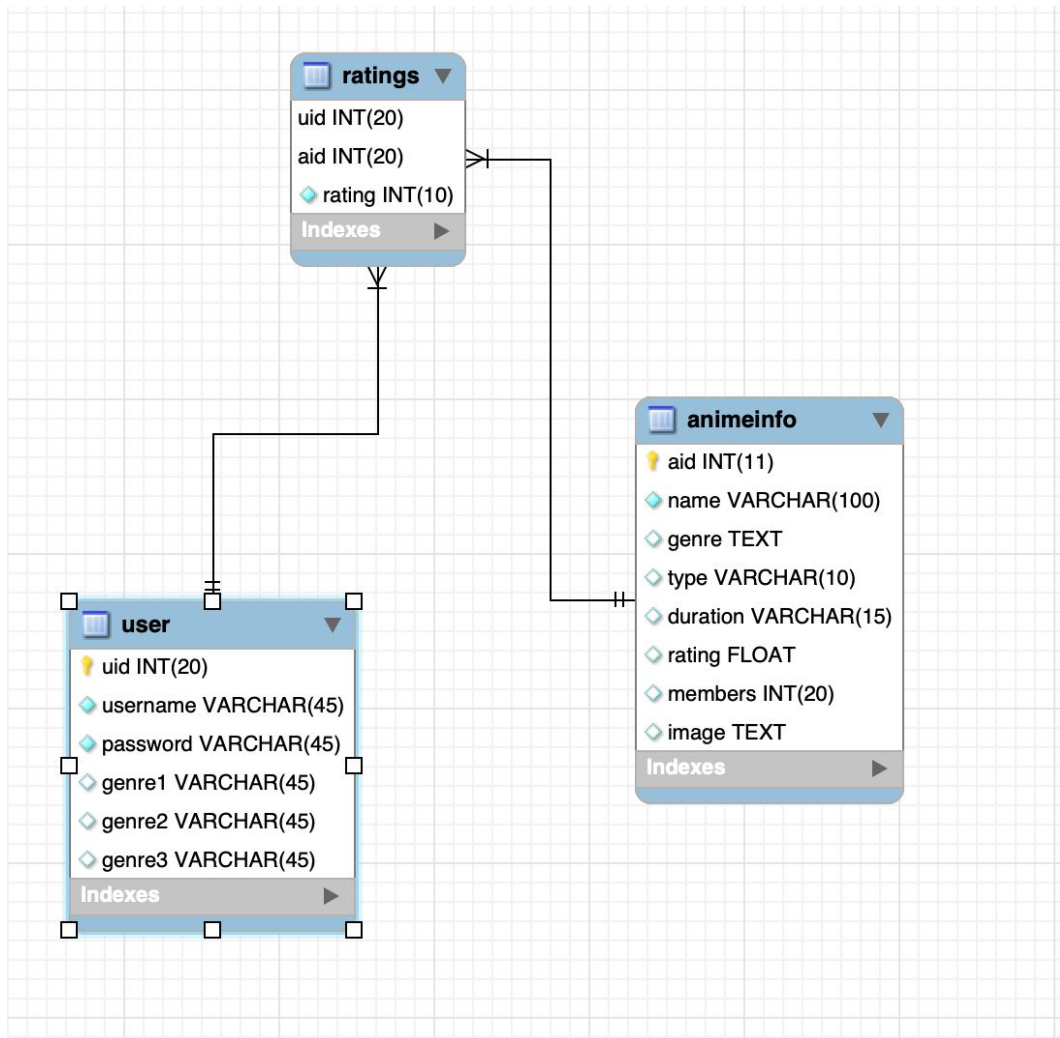 ratings
uid INT(20)
aid INT(20)
rating INT(10)
Indexes
animeinfo
aid INT(11)
name VARCHAR(100)
genre TEXT
type VARCHAR(10)
duration VARCHAR(15)
rating FLOAT
members INT(20)
image TEXT
Indexes
user
uid INT(20)
username VARCHAR(45)
password VARCHAR(45)
genre1 VARCHAR(45)
genre2 VARCHAR(45)
genre3 VARCHAR(45)
Indexes